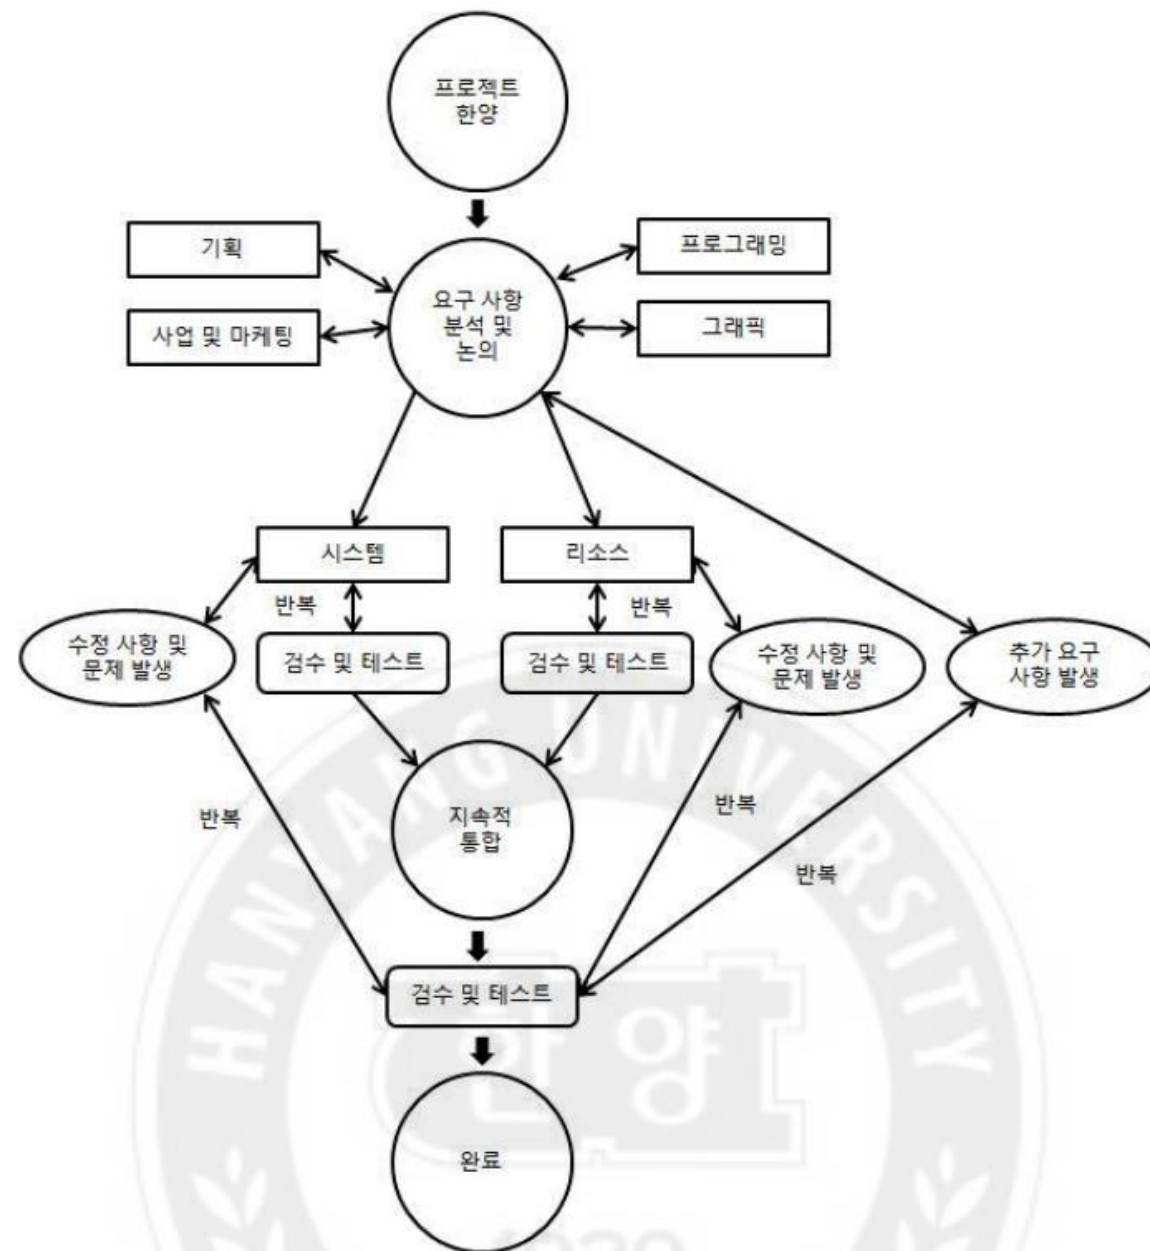 프로젝트
한양
기획
프로그래밍
사업 및 마케팅
요구 사항
분석 및
논의
그래픽
시스템
리소스
반복
반복
수정 사항 및
문제 발생
검수 및 테스트
검수 및 테스트
수정 사항 및
문제 발생
추가 요구
사항 발생
지속적
통합
반복
반복
반복
검수 및 테스트
완료
HANYANG UNIVERSITY
한양
1939